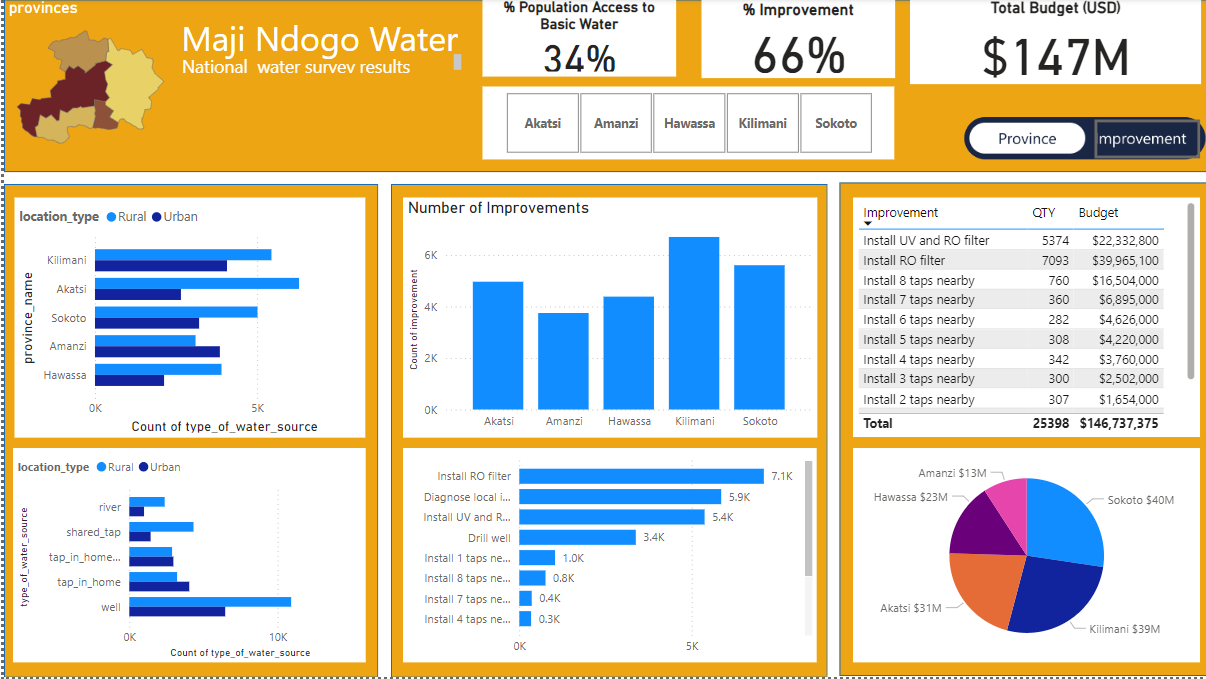 provinces
Maji Ndogo Water
National water survey results
% Population Access to
Basic Water
34%
% Improvement
66%
Total Budget (USD)
$147M
Akatsi
Amanzi
Hawassa
Kilimani
Sokoto
Province
mprovement
location_type Rural Urban
province_name
Kilimani
Akatsi
Sokoto
Amanzi
Hawassa
0K 5K
Count of type_of_water_source
location_type Rural Urban
type_of_water_source
river
shared_tap
tap_in_home...
tap_in_home
well
0K 10K
Count of type_of_water_source
Number of Improvements
Count of improvement
6K
4K
2K
0K
Akatsi Amanzi Hawassa Kilimani Sokoto
Install RO filter 7.1K
Diagnose local i... 5.9K
Install UV and R... 5.4K
Drill well 3.4K
Install 1 taps ne... 1.0K
Install 8 taps ne... 0.8K
Install 7 taps ne... 0.4K
Install 4 taps ne... 0.3K
0K 5K
Improvement QTY Budget
Install UV and RO filter 5374 $22,332,800
Install RO filter 7093 $39,965,100
Install 8 taps nearby 760 $16,504,000
Install 7 taps nearby 360 $6,895,000
Install 6 taps nearby 282 $4,626,000
Install 5 taps nearby 308 $4,220,000
Install 4 taps nearby 342 $3,760,000
Install 3 taps nearby 300 $2,502,000
Install 2 taps nearby 307 $1,654,000
Total 25398 $146,737,375
Amanzi $13M
Hawassa $23M
Sokoto $40M
Akatsi $31M
Kilimani $39M